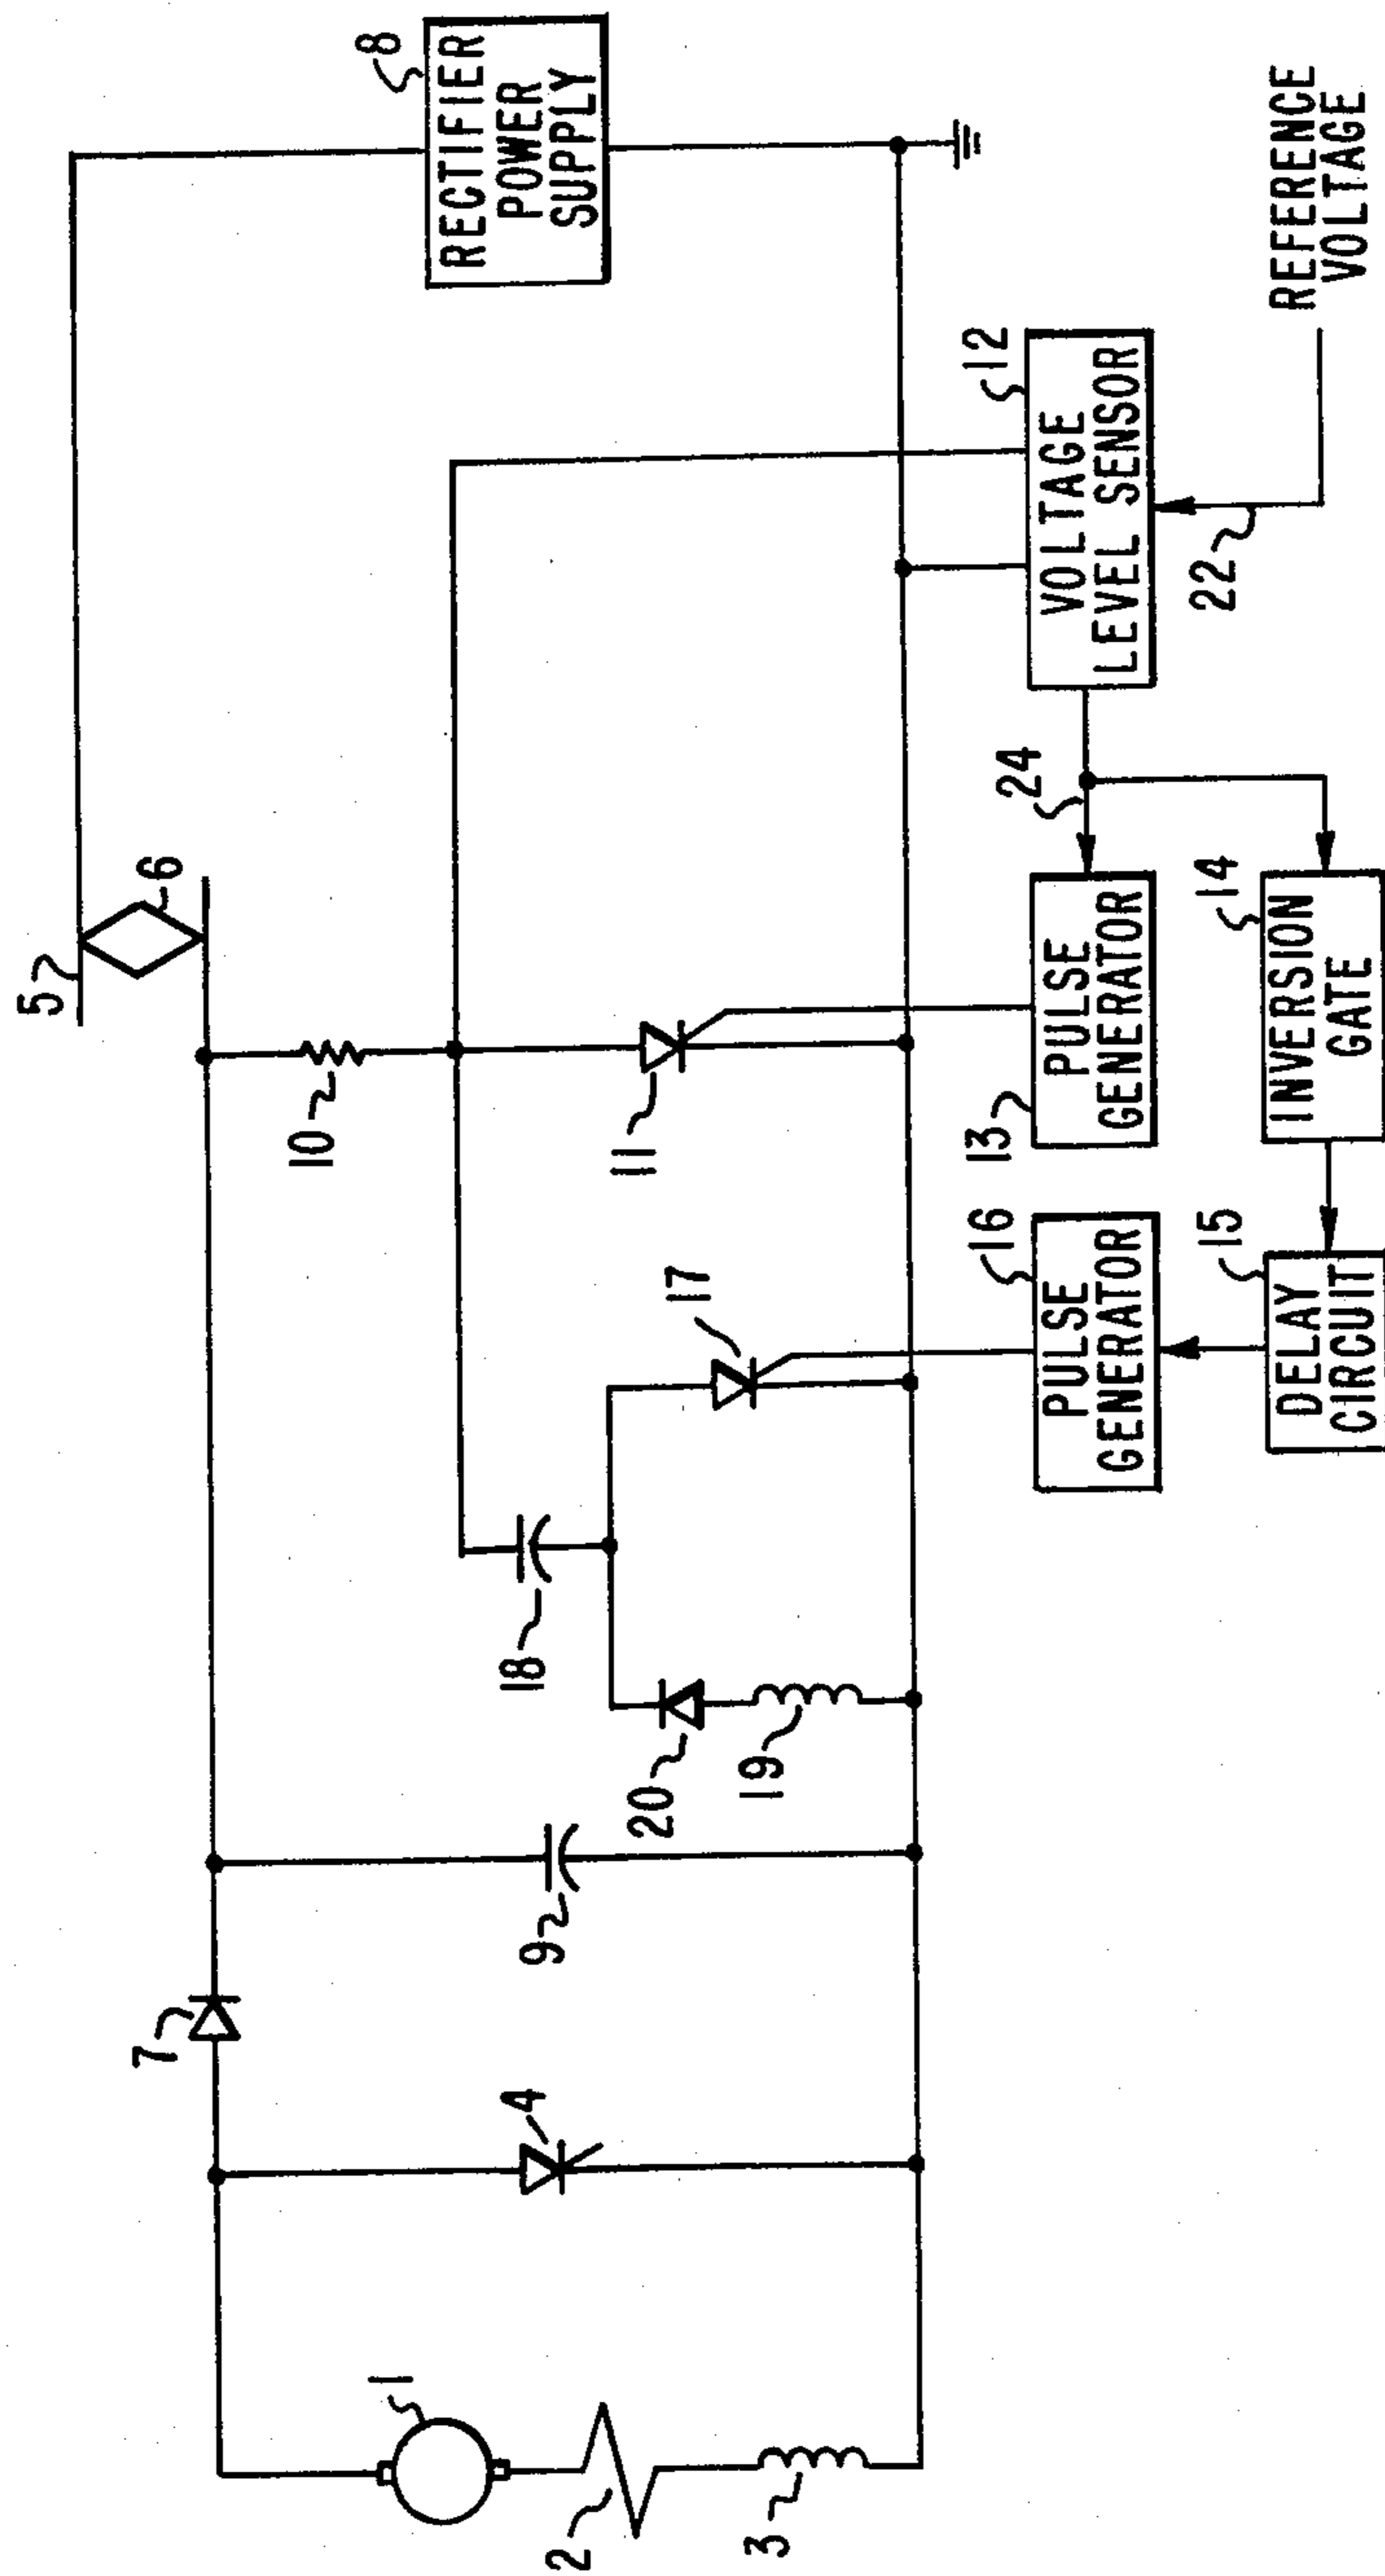 5
6
8
RECTIFIER
POWER
SUPPLY
7
10
1
4
9
18
20
19
17
11
2
3
16
PULSE
GENERATOR
13
PULSE
GENERATOR
24
12
VOLTAGE
LEVEL SENSOR
22
REFERENCE
VOLTAGE
15
DELAY
CIRCUIT
14
INVERSION
GATE